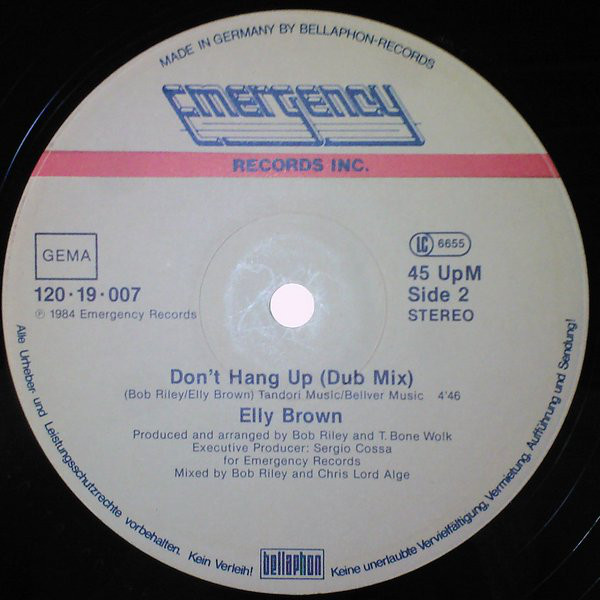 MADE IN GERMANY BY BELLAPHON-RECORDS
EMERGENCY
RECORDS INC.
GEMA
LC 6655
120·19·007
45 UpM
℗ 1984 Emergency Records
Side 2
STEREO
Don't Hang Up (Dub Mix)
(Bob Riley/Elly Brown) Tandori Music/Bellver Music 4'46
Elly Brown
Produced and arranged by Bob Riley and T. Bone Wolk
Executive Producer: Sergio Cossa
for Emergency Records
Mixed by Bob Riley and Chris Lord Alge
Alle Urheber- und Leistungsschutzrechte vorbehalten. Kein Verleih! Keine unerlaubte Vervielfältigung, Vermietung, Aufführung und Sendung!
bellaphon